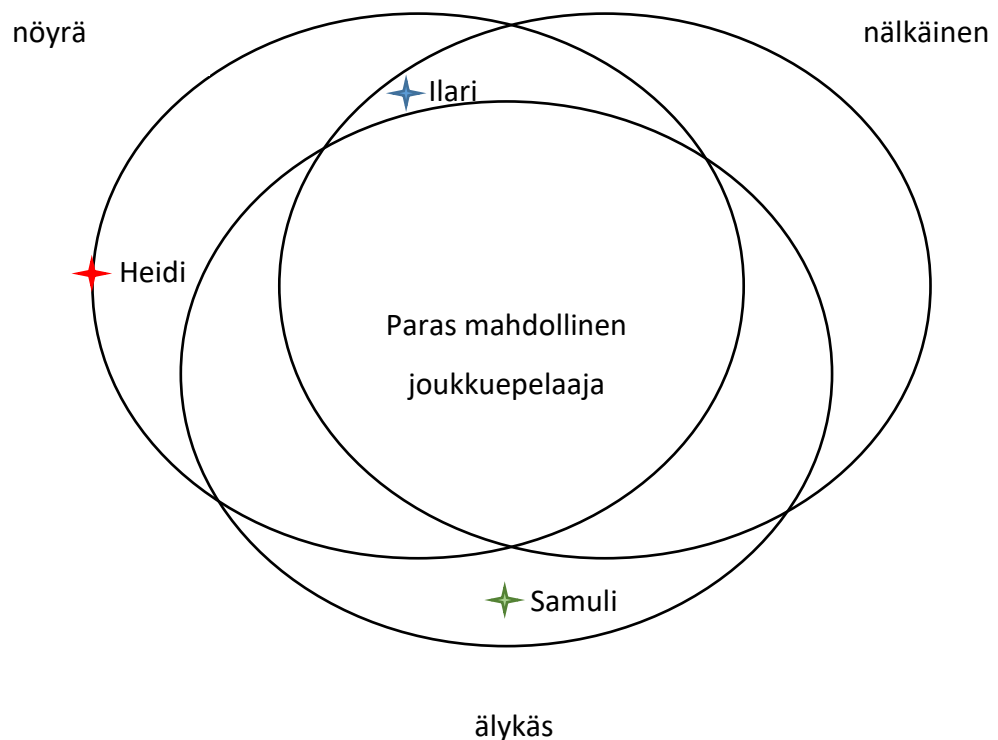 nöyrä
nälkäinen
Ilari
Heidi
Paras mahdollinen
joukkuepelaaja
Samuli
älykäs